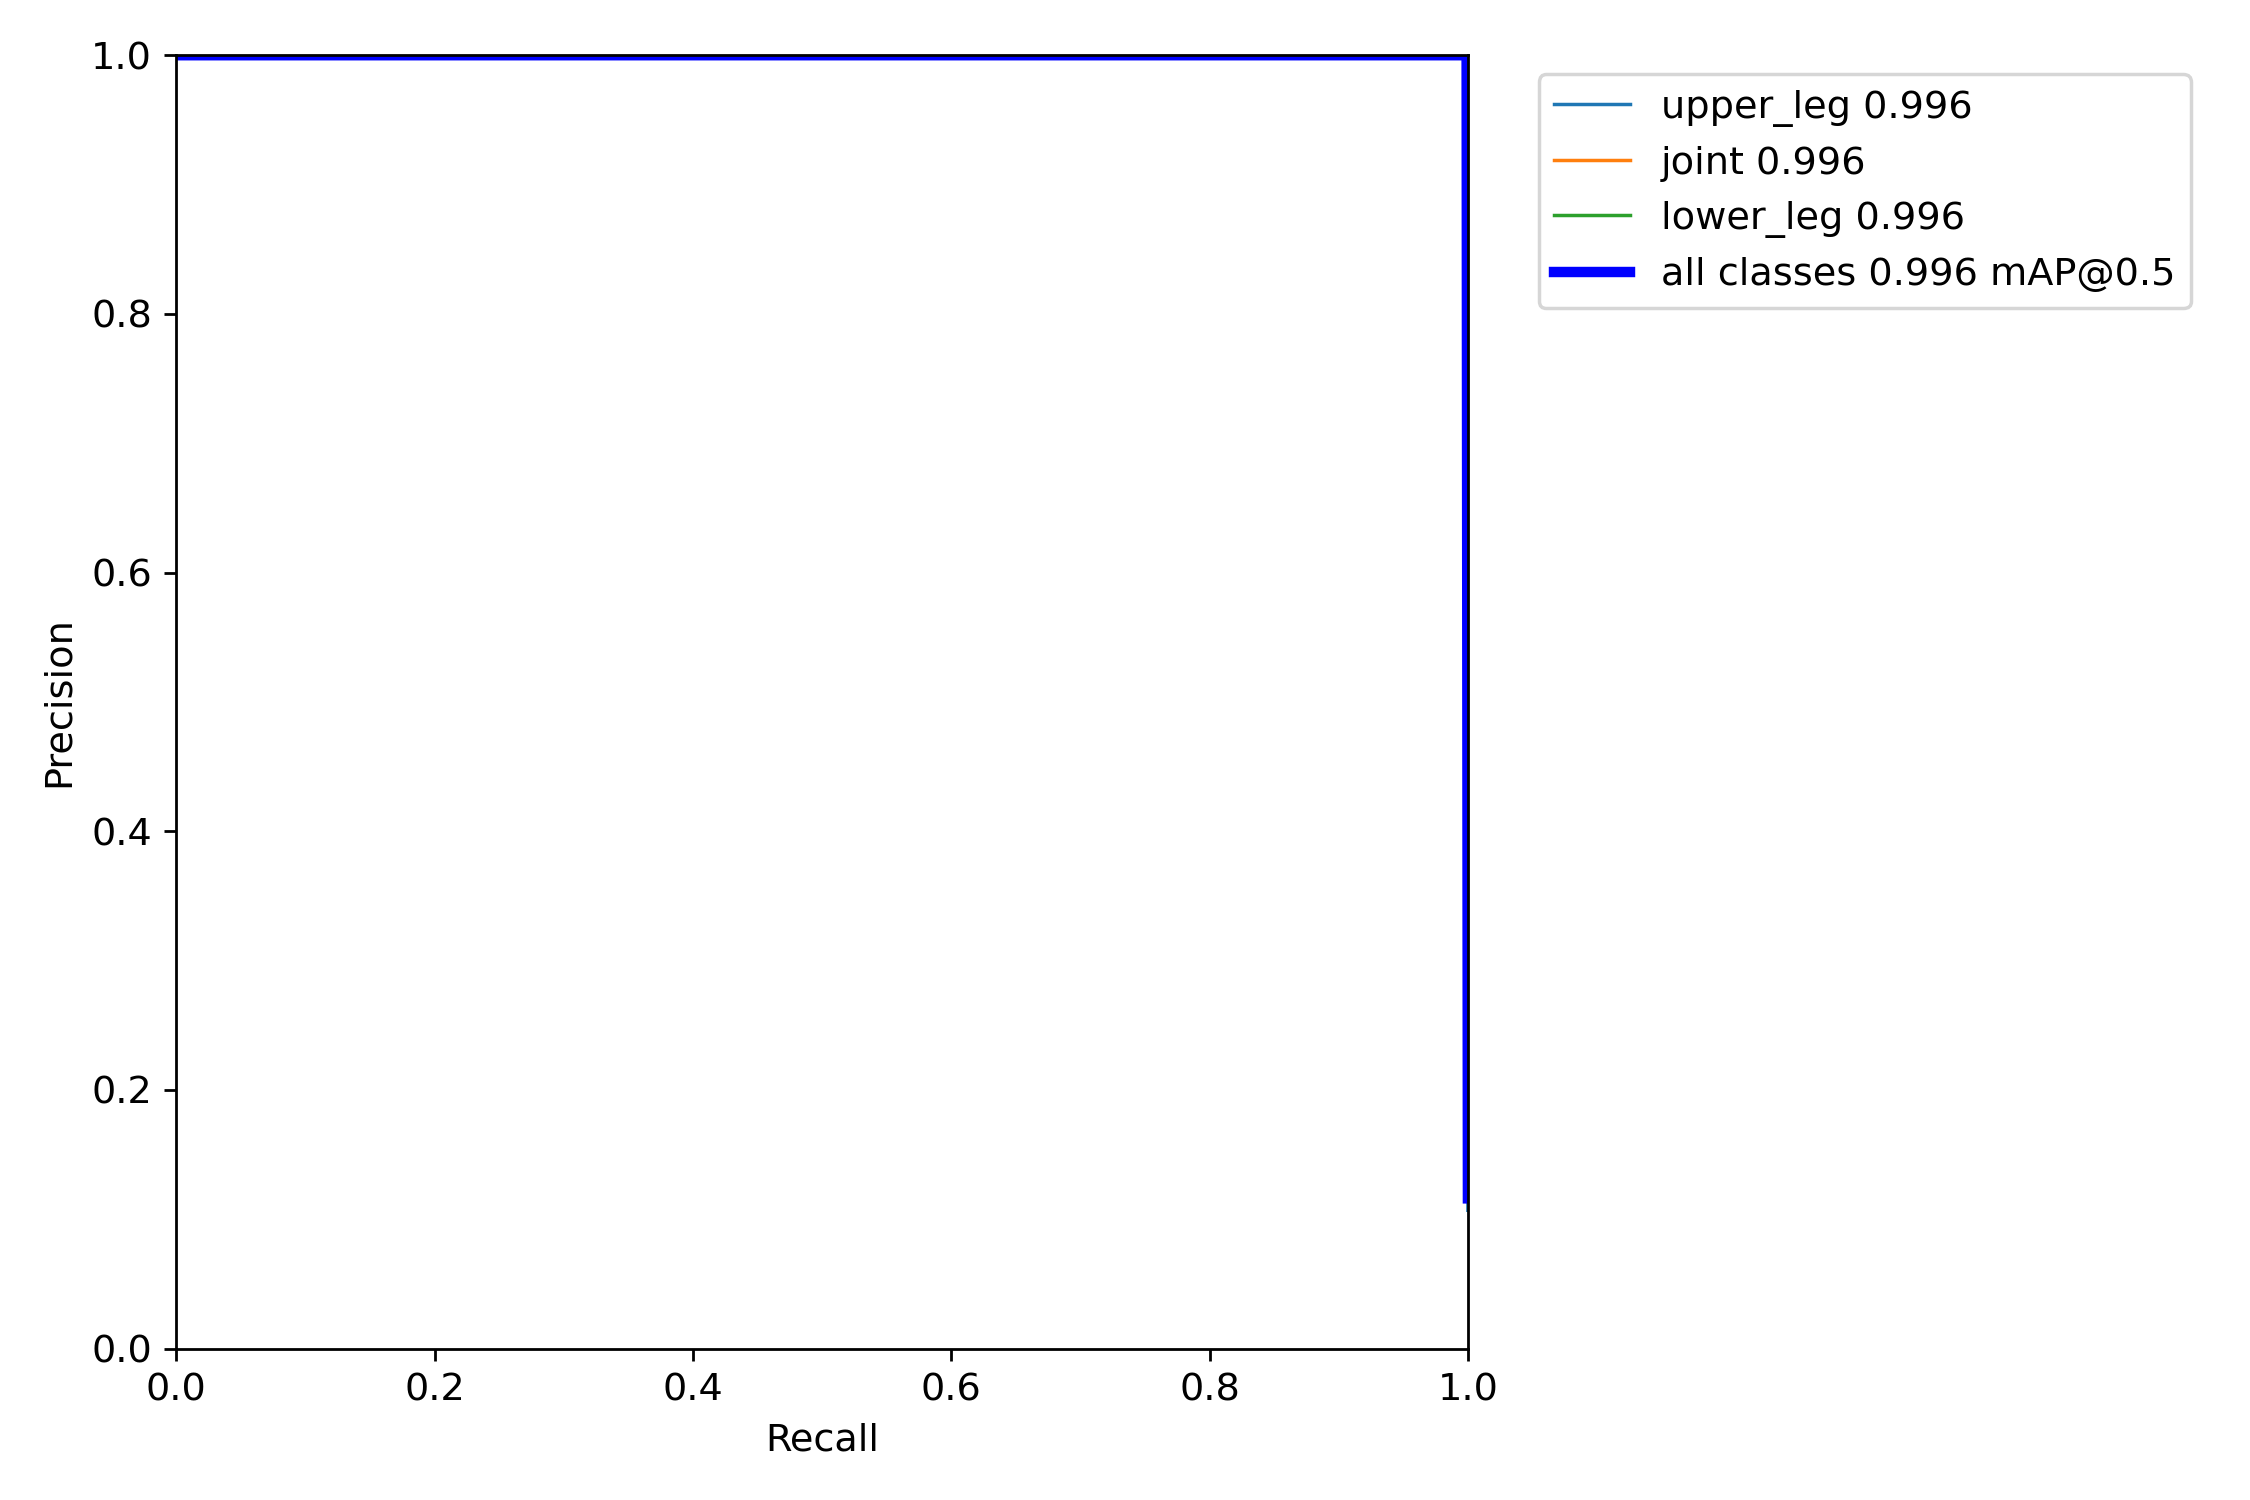 1.0
0.8
0.6
0.4
0.2
0.0
Precision
0.0 0.2 0.4 0.6 0.8 1.0
Recall
upper_leg 0.996
joint 0.996
lower_leg 0.996
all classes 0.996 mAP@0.5